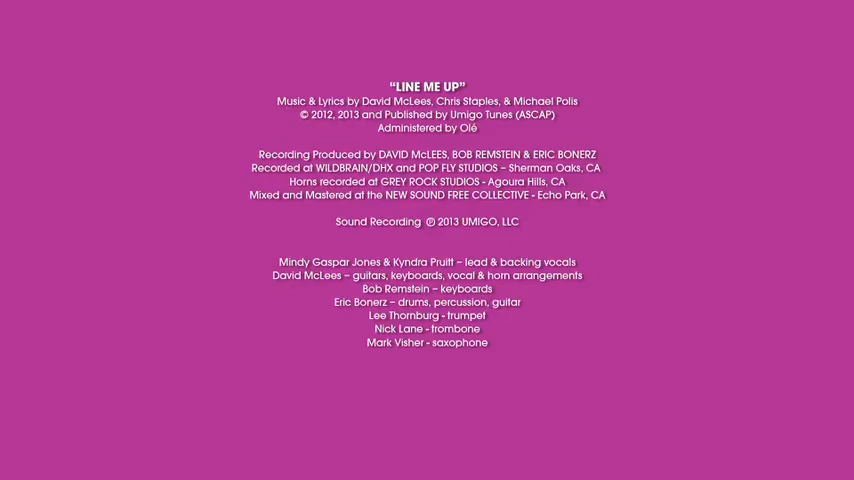 “LINE ME UP”
Music & Lyrics by David McLees, Chris Staples, & Michael Polis
© 2012, 2013 and Published by Umigo Tunes (ASCAP)
Administered by Olé
Recording Produced by DAVID McLEES, BOB REMSTEIN & ERIC BONERZ
Recorded at WILDBRAIN/DHX and POP FLY STUDIOS – Sherman Oaks, CA
Horns recorded at GREY ROCK STUDIOS - Agoura Hills, CA
Mixed and Mastered at the NEW SOUND FREE COLLECTIVE - Echo Park, CA
Sound Recording ℗ 2013 UMIGO, LLC
Mindy Gaspar Jones & Kyndra Pruitt – lead & backing vocals
David McLees – guitars, keyboards, vocal & horn arrangements
Bob Remstein – keyboards
Eric Bonerz – drums, percussion, guitar
Lee Thornburg - trumpet
Nick Lane - trombone
Mark Visher - saxophone